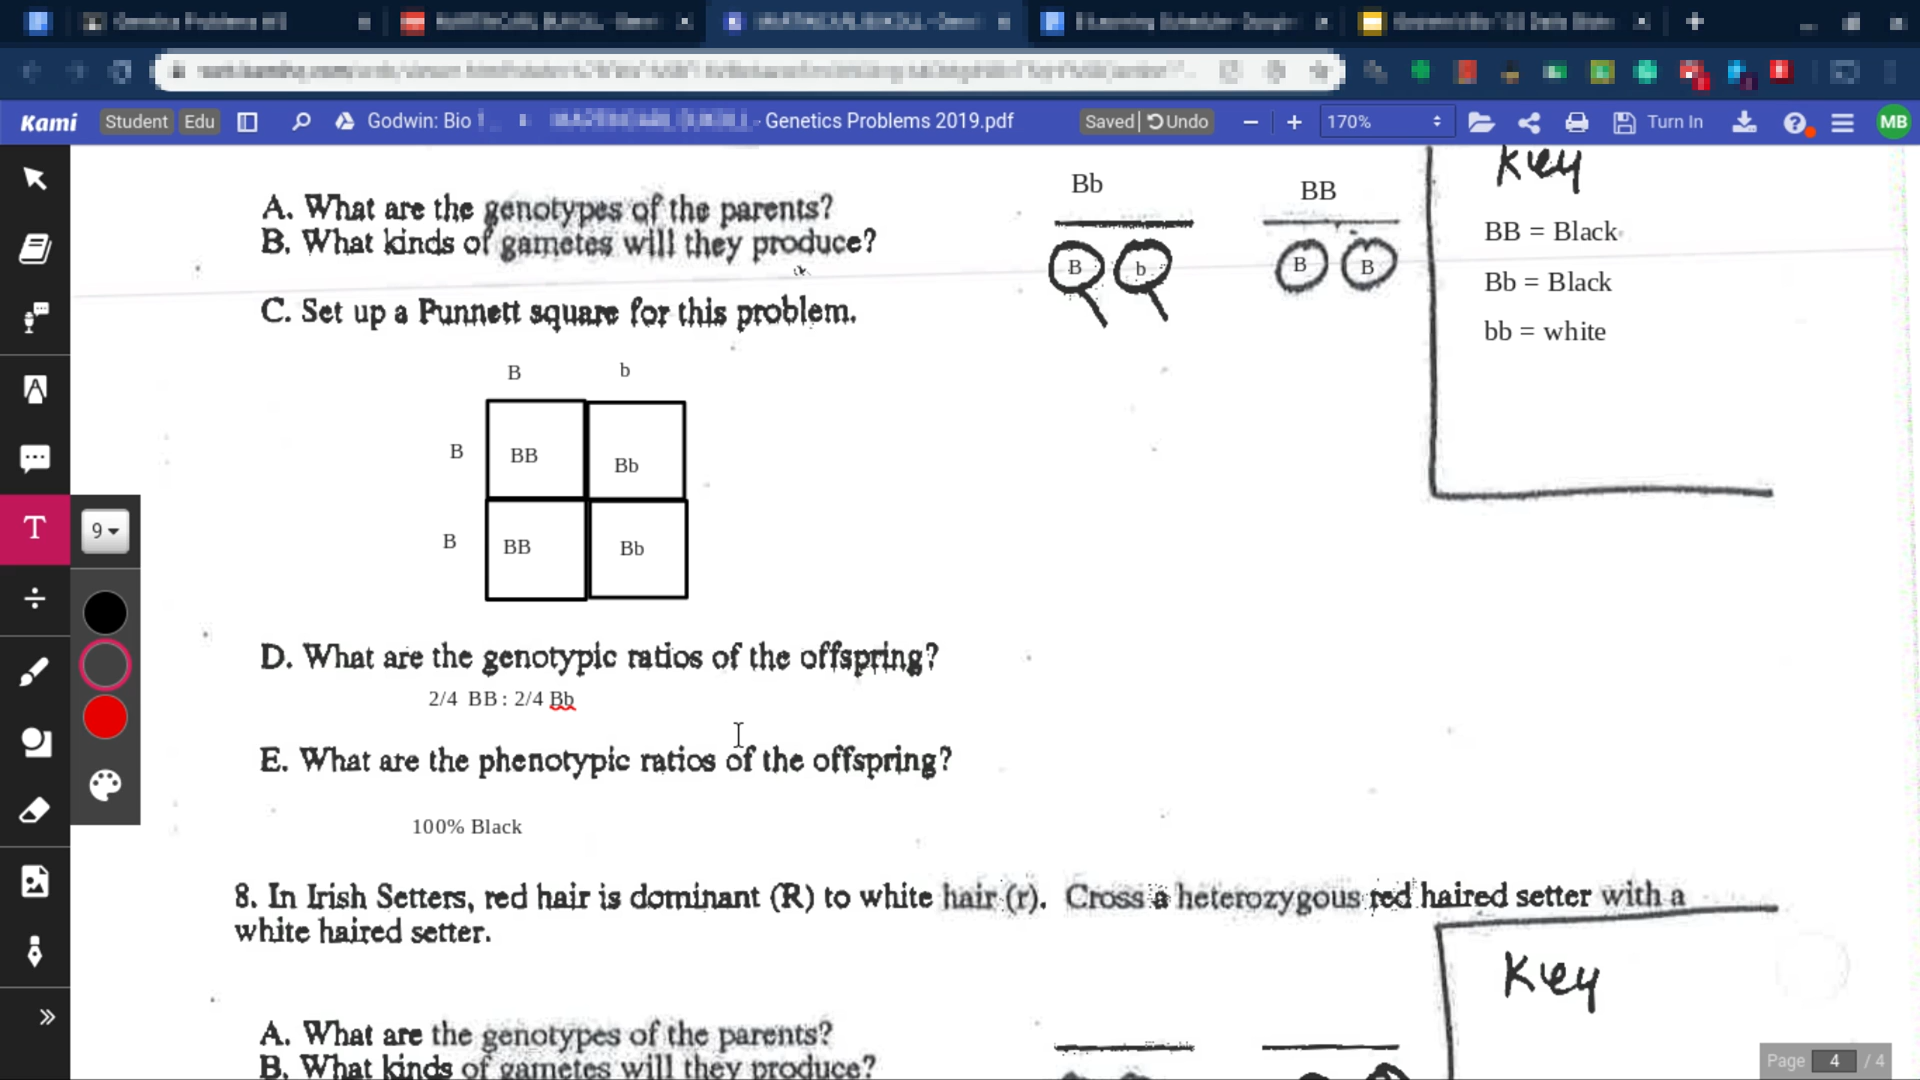 Kami Student Edu Godwin: Bio - Genetics Problems 2019.pdf Saved Undo 170% Turn In MB
Key
Bb BB
A. What are the genotypes of the parents?
B. What kinds of gametes will they produce?
BB = Black
B b B B
Bb = Black
C. Set up a Punnett square for this problem.
bb = white
B b
B BB Bb
T 9
B BB Bb
D. What are the genotypic ratios of the offspring?
2/4 BB : 2/4 Bb
E. What are the phenotypic ratios of the offspring?
100% Black
8. In Irish Setters, red hair is dominant (R) to white hair (r). Cross a heterozygous red haired setter with a
white haired setter.
Key
A. What are the genotypes of the parents?
B. What kinds of gametes will they produce?
Page 4 / 4